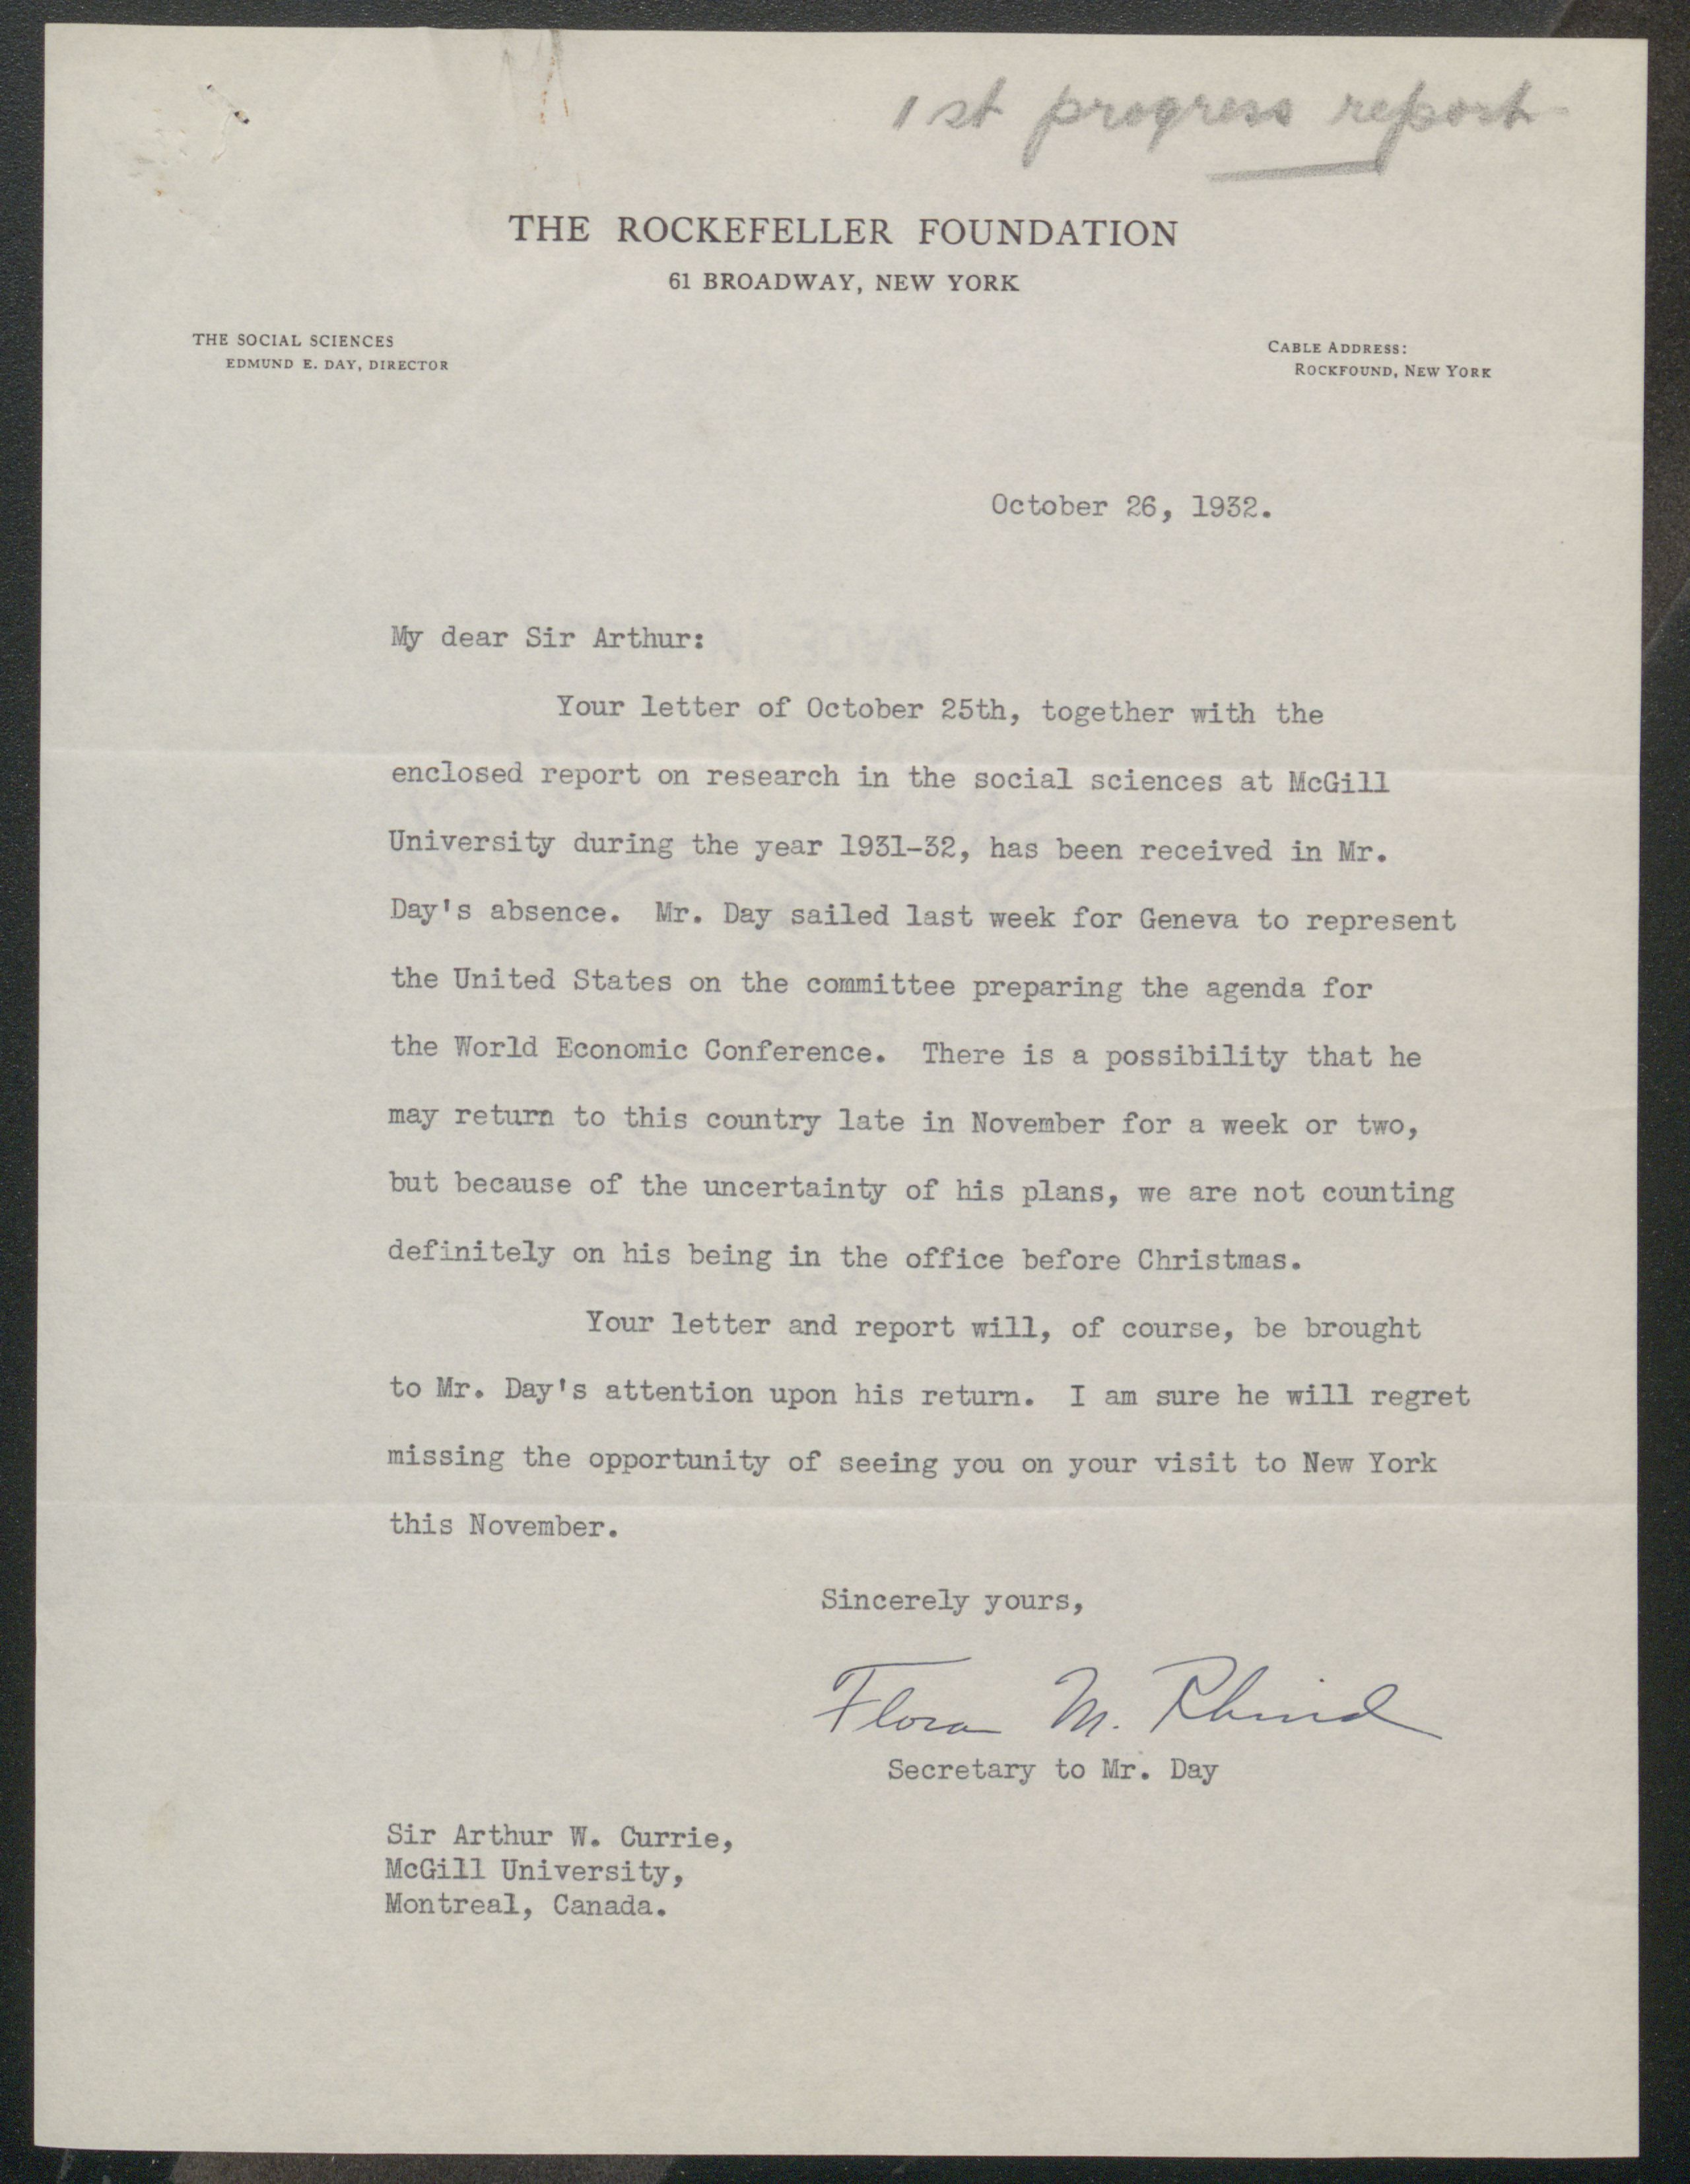 1st progress report
THE ROCKEFELLER FOUNDATION
61 BROADWAY, NEW YORK
THE SOCIAL SCIENCES
EDMUND E. DAY, DIRECTOR
CABLE ADDRESS:
ROCKFOUND, NEW YORK
October 26, 1932.
My dear Sir Arthur:
Your letter of October 25th, together with the
enclosed report on research in the social sciences at McGill
University during the year 1931-32, has been received in Mr.
Day's absence. Mr. Day sailed last week for Geneva to represent
the United States on the committee preparing the agenda for
the World Economic Conference. There is a possibility that he
may return to this country late in November for a week or two,
but because of the uncertainty of his plans, we are not counting
definitely on his being in the office before Christmas.
Your letter and report will, of course, be brought
to Mr. Day's attention upon his return. I am sure he will regret
missing the opportunity of seeing you on your visit to New York
this November.
Sincerely yours,
Flora M. Rhind
Secretary to Mr. Day
Sir Arthur W. Currie,
McGill University,
Montreal, Canada.